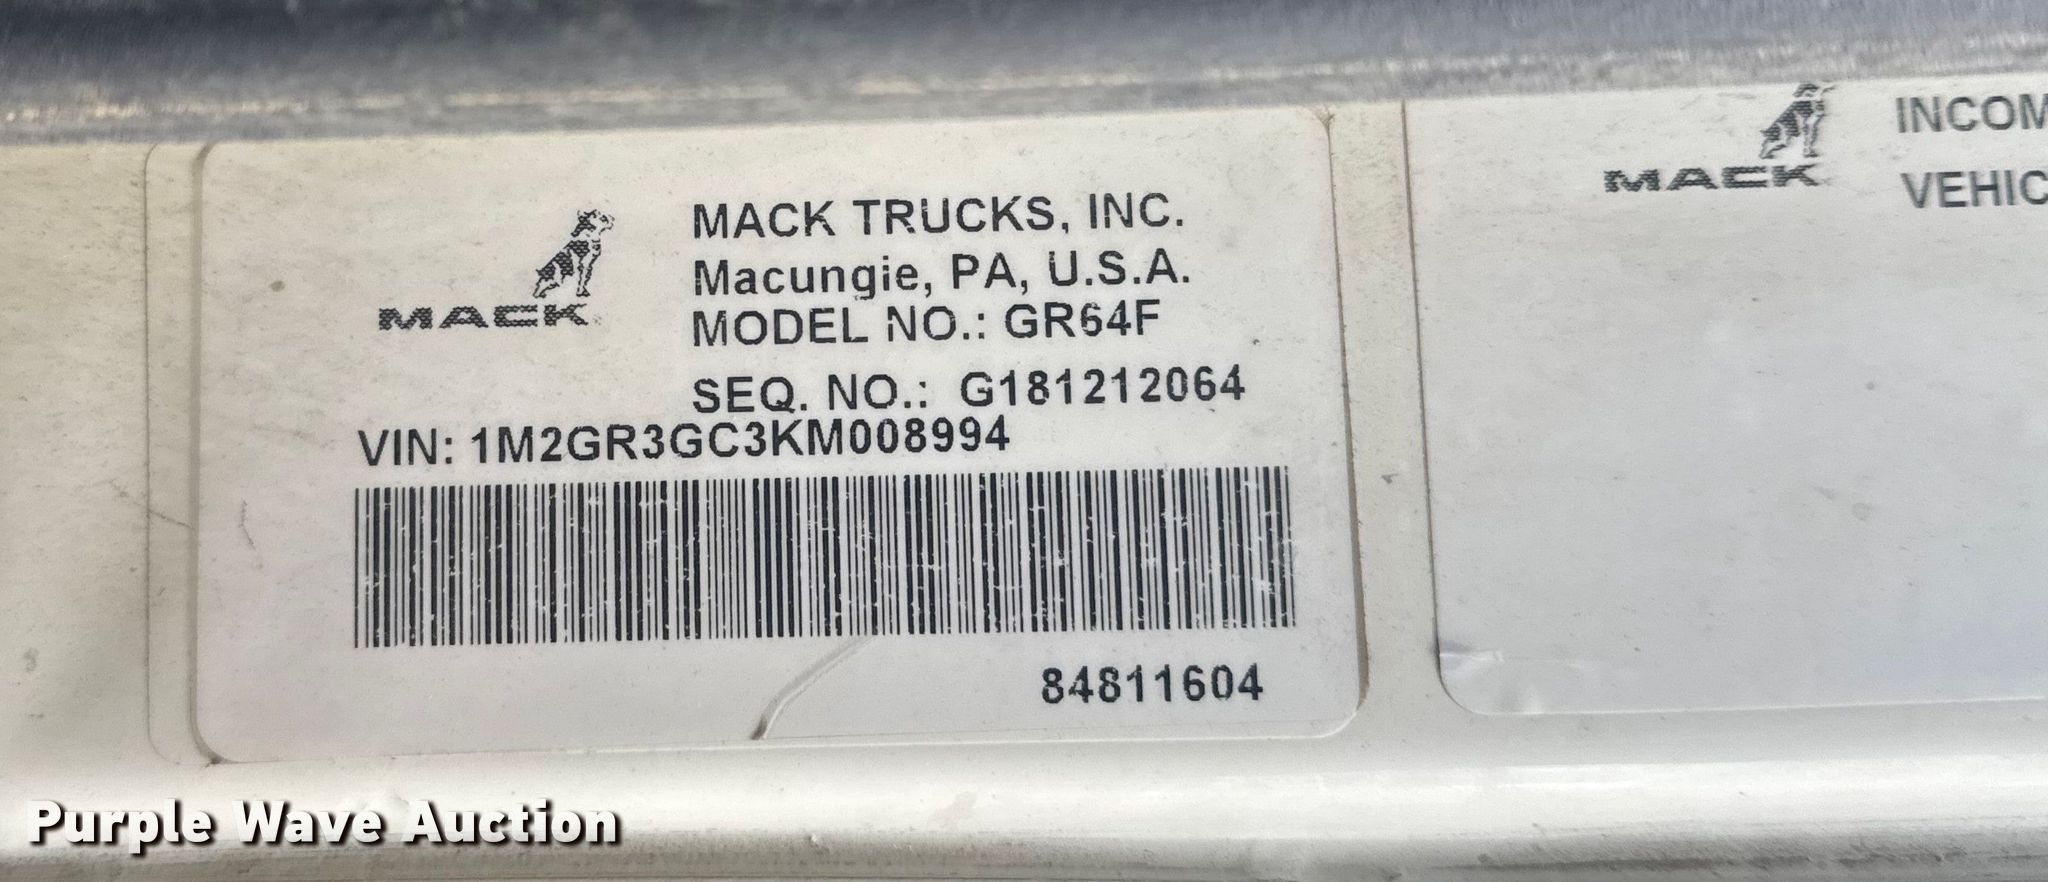 MACK
MACK TRUCKS, INC.
Macungie, PA, U.S.A.
MODEL NO.: GR64F
SEQ. NO.: G181212064
VIN: 1M2GR3GC3KM008994
84811604
MACK
INCOM
VEHIC
Purple Wave Auction